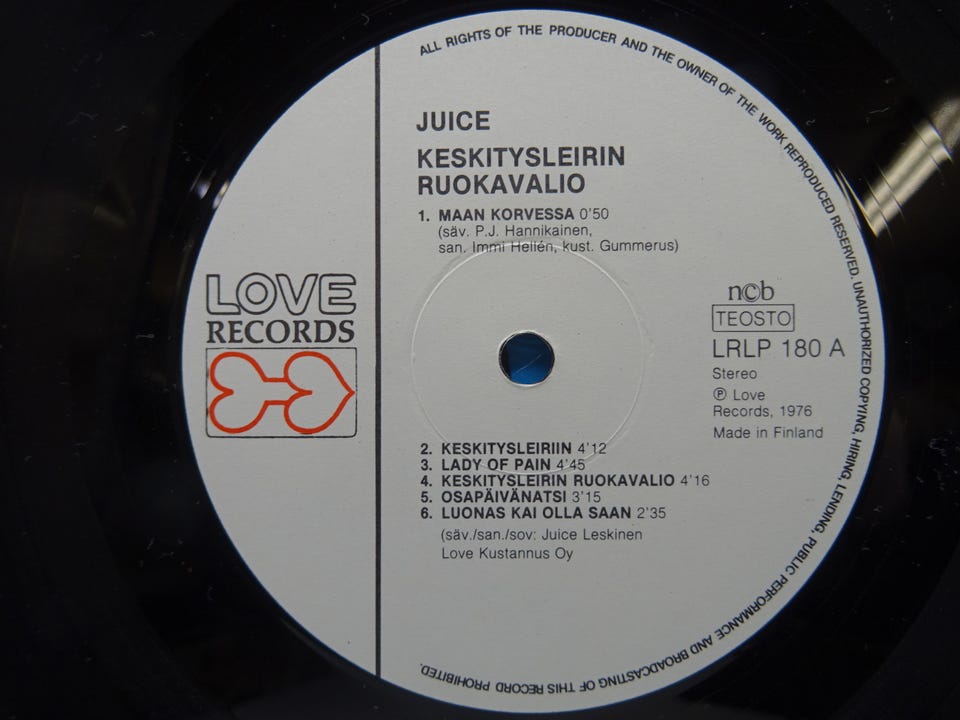 ALL RIGHTS OF THE PRODUCER AND THE OWNER OF THE WORK REPRODUCED RESERVED. UNAUTHORIZED COPYING, HIRING, LENDING, PUBLIC PERFORMANCE AND BROADCASTING OF THIS RECORD PROHIBITED.
JUICE
KESKITYSLEIRIN
RUOKAVALIO
1. MAAN KORVESSA 0'50
(säv. P.J. Hannikainen,
san. Immi Hellén, kust. Gummerus)
LOVE
RECORDS
ncb
TEOSTO
LRLP 180 A
Stereo
℗ Love
Records, 1976
Made in Finland
2. KESKITYSLEIRIIN 4'12
3. LADY OF PAIN 4'45
4. KESKITYSLEIRIN RUOKAVALIO 4'16
5. OSAPÄIVÄNATSI 3'15
6. LUONAS KAI OLLA SAAN 2'35
(säv./san./sov: Juice Leskinen
Love Kustannus Oy